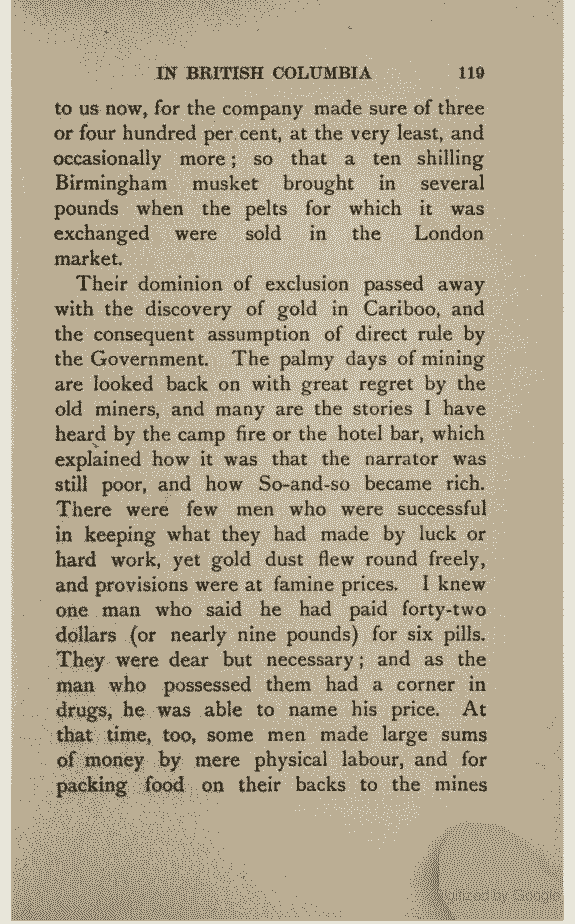 IN BRITISH COLUMBIA 119
to us now, for the company made sure of three
or four hundred per cent, at the very least, and
occasionally more; so that a ten shilling
Birmingham musket brought in several
pounds when the pelts for which it was
exchanged were sold in the London
market.
Their dominion of exclusion passed away
with the discovery of gold in Cariboo, and
the consequent assumption of direct rule by
the Government. The palmy days of mining
are looked back on with great regret by the
old miners, and many are the stories I have
heard by the camp fire or the hotel bar, which
explained how it was that the narrator was
still poor, and how So-and-so became rich.
There were few men who were successful
in keeping what they had made by luck or
hard work, yet gold dust flew round freely,
and provisions were at famine prices. I knew
one man who said he had paid forty-two
dollars (or nearly nine pounds) for six pills.
They were dear but necessary; and as the
man who possessed them had a corner in
drugs, he was able to name his price. At
that time, too, some men made large sums
of money by mere physical labour, and for
packing food on their backs to the mines
Digitized by Google